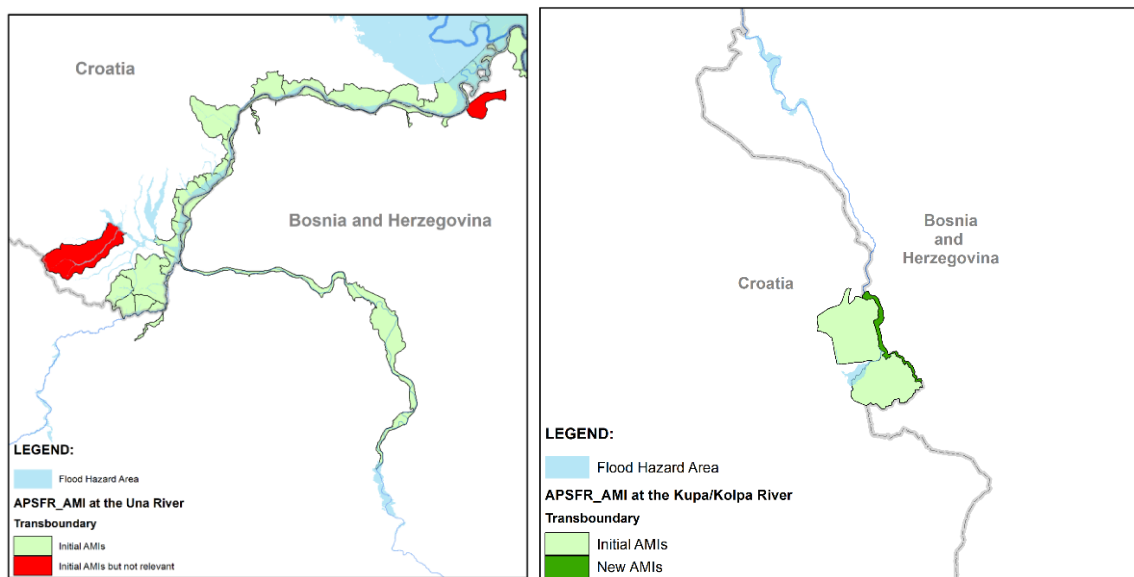 Croatia
Bosnia and Herzegovina
LEGEND:
Flood Hazard Area
APSFR_AMI at the Una River
Transboundary
Initial AMIs
Initial AMIs but not relevant
Bosnia
and
Herzegovina
Croatia
LEGEND:
Flood Hazard Area
APSFR_AMI at the Kupa/Kolpa River
Transboundary
Initial AMIs
New AMIs